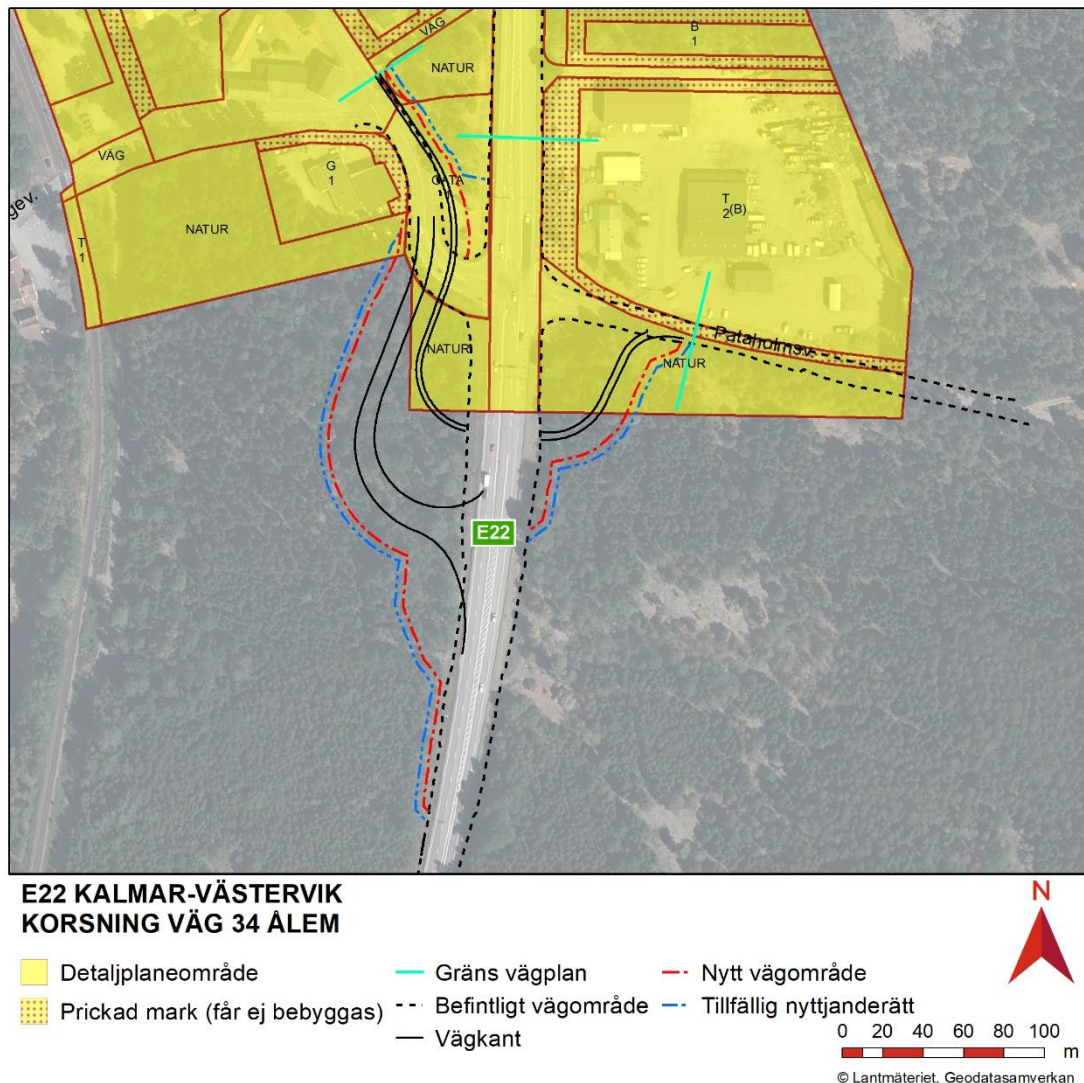 VÄG
NATUR
B
1
VÄG
G
1
GATA
T
2(B)
NATUR
gev.
T
1
Pataholmsv.
NATUR
NATUR
E22
E22 KALMAR-VÄSTERVIK
KORSNING VÄG 34 ÅLEM
N
Detaljplaneområde
Gräns vägplan
Nytt vägområde
Prickad mark (får ej bebyggas)
Befintligt vägområde
Tillfällig nyttjanderätt
Vägkant
0 20 40 60 80 100
m
© Lantmäteriet, Geodatasamverkan